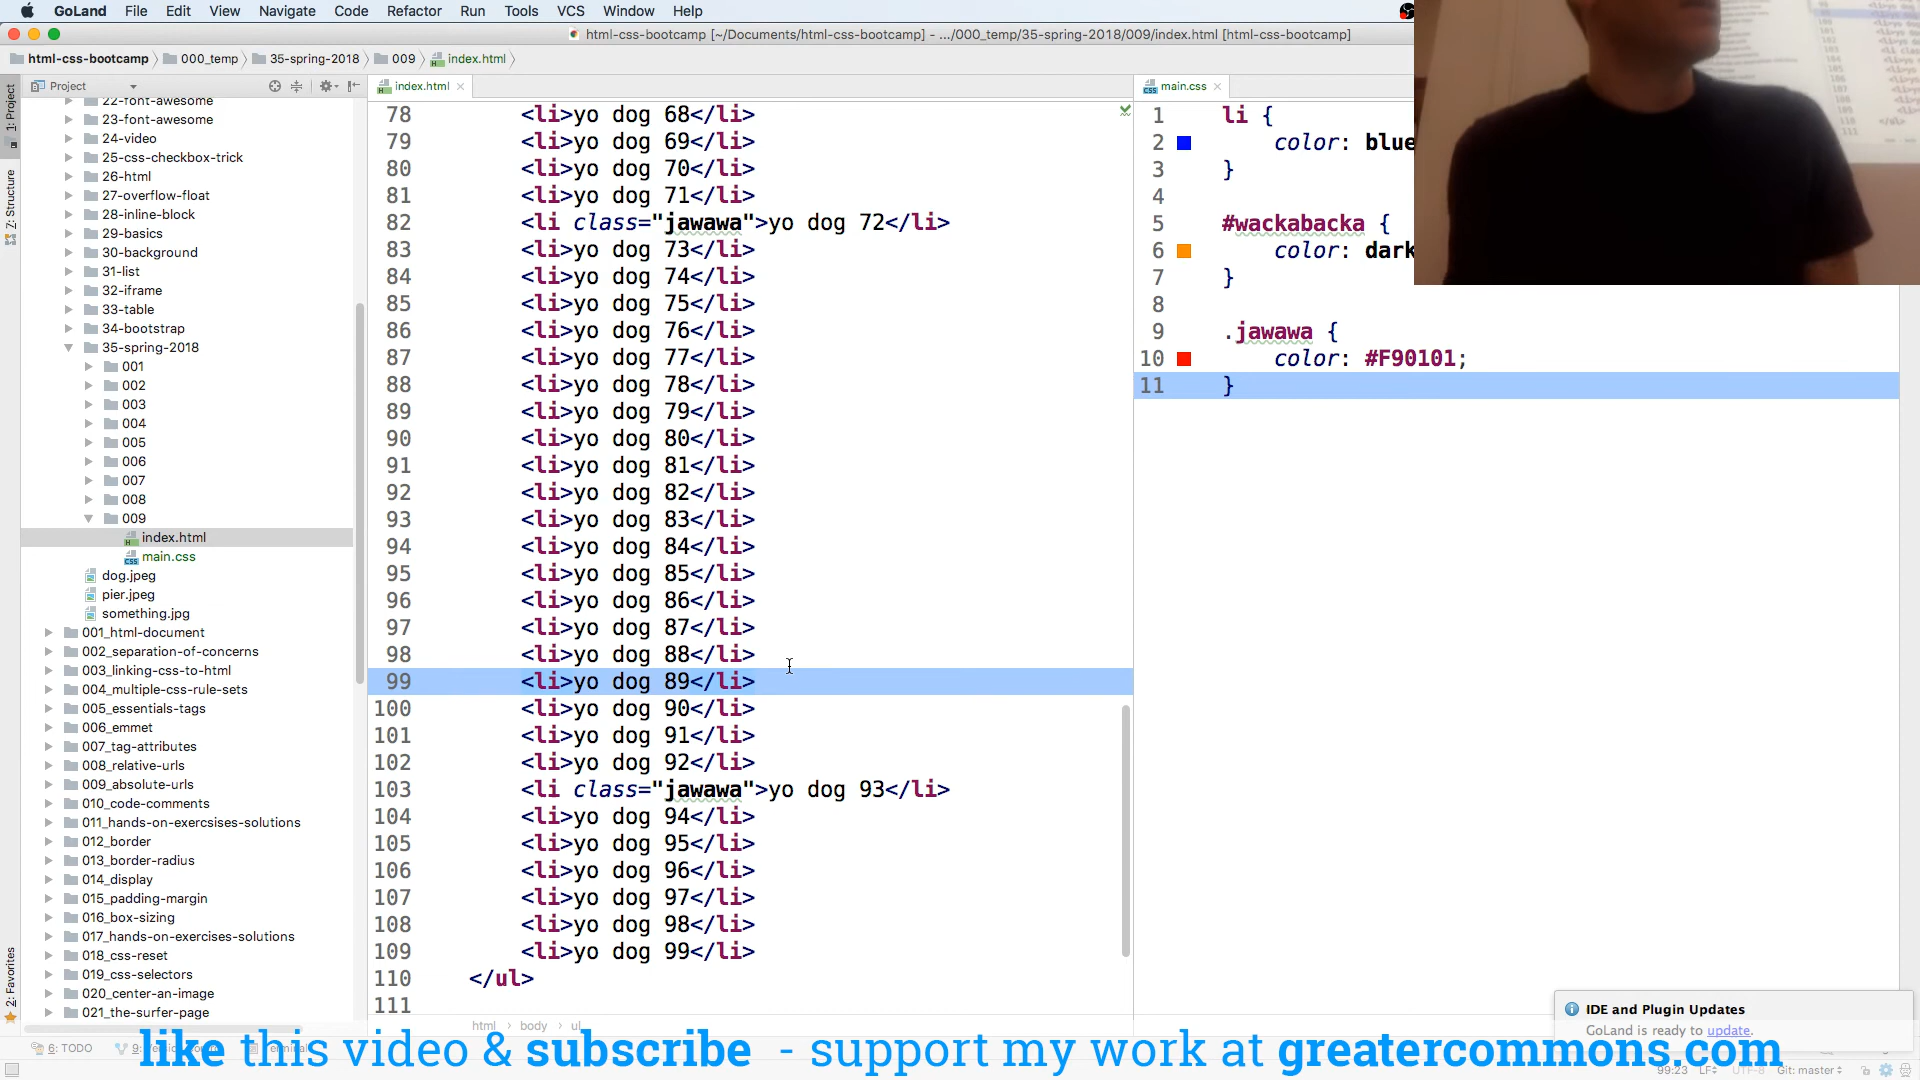 GoLand File Edit View Navigate Code Refactor Run Tools VCS Window Help
html-css-bootcamp [~/Documents/html-css-bootcamp] - .../000_temp/35-spring-2018/009/index.html [html-css-bootcamp]
html-css-bootcamp 000_temp 35-spring-2018 009 index.html
1: Project
Z: Structure
2: Favorites
Project
22-font-awesome
23-font-awesome
24-video
25-css-checkbox-trick
26-html
27-overflow-float
28-inline-block
29-basics
30-background
31-list
32-iframe
33-table
34-bootstrap
35-spring-2018
001
002
003
004
005
006
007
008
009
index.html
main.css
dog.jpeg
pier.jpeg
something.jpg
001_html-document
002_separation-of-concerns
003_linking-css-to-html
004_multiple-css-rule-sets
005_essentials-tags
006_emmet
007_tag-attributes
008_relative-urls
009_absolute-urls
010_code-comments
011_hands-on-exercsises-solutions
012_border
013_border-radius
014_display
015_padding-margin
016_box-sizing
017_hands-on-exercises-solutions
018_css-reset
019_css-selectors
020_center-an-image
021_the-surfer-page
index.html
78 <li>yo dog 68</li>
79 <li>yo dog 69</li>
80 <li>yo dog 70</li>
81 <li>yo dog 71</li>
82 <li class="jawawa">yo dog 72</li>
83 <li>yo dog 73</li>
84 <li>yo dog 74</li>
85 <li>yo dog 75</li>
86 <li>yo dog 76</li>
87 <li>yo dog 77</li>
88 <li>yo dog 78</li>
89 <li>yo dog 79</li>
90 <li>yo dog 80</li>
91 <li>yo dog 81</li>
92 <li>yo dog 82</li>
93 <li>yo dog 83</li>
94 <li>yo dog 84</li>
95 <li>yo dog 85</li>
96 <li>yo dog 86</li>
97 <li>yo dog 87</li>
98 <li>yo dog 88</li>
99 <li>yo dog 89</li>
100 <li>yo dog 90</li>
101 <li>yo dog 91</li>
102 <li>yo dog 92</li>
103 <li class="jawawa">yo dog 93</li>
104 <li>yo dog 94</li>
105 <li>yo dog 95</li>
106 <li>yo dog 96</li>
107 <li>yo dog 97</li>
108 <li>yo dog 98</li>
109 <li>yo dog 99</li>
110 </ul>
111
html body ul
main.css
1 li {
2 color: blue
3 }
4
5 #wackabacka {
6 color: dark
7 }
8
9 .jawawa {
10 color: #F90101;
11 }
IDE and Plugin Updates
GoLand is ready to update.
6: TODO
like this video & subscribe - support my work at greatercommons.com
99:23 LF UTF-8 Git: master